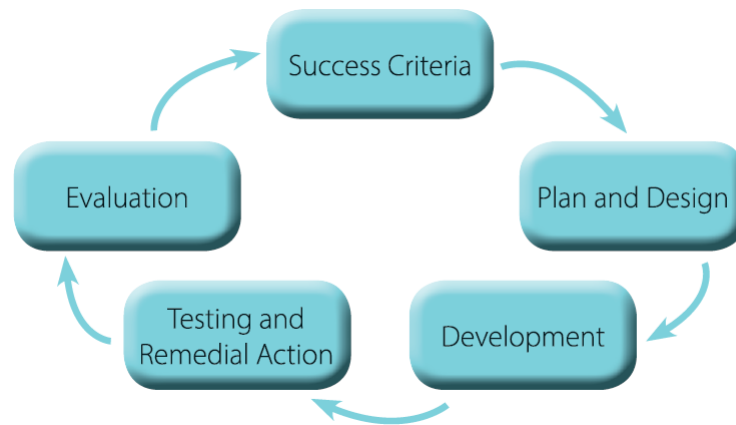 Success Criteria
Plan and Design
Development
Testing and
Remedial Action
Evaluation